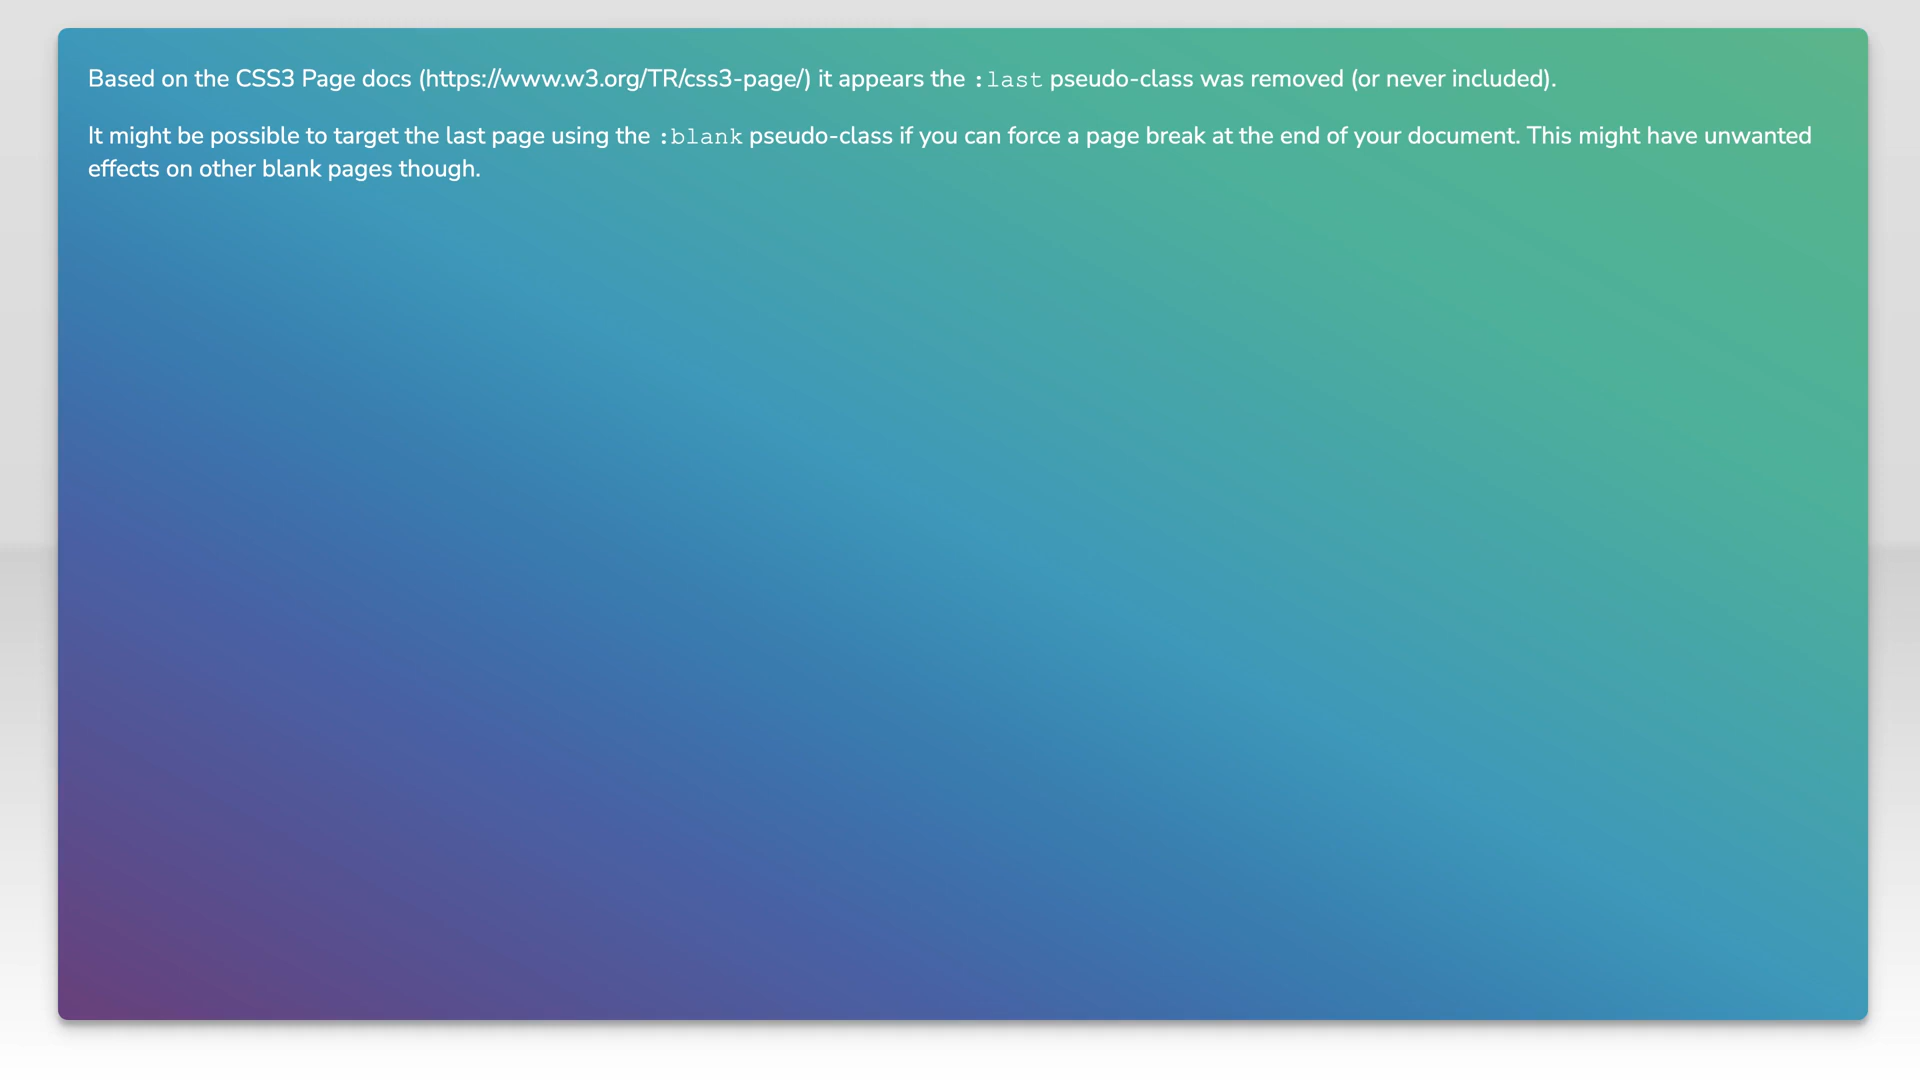 Based on the CSS3 Page docs (https://www.w3.org/TR/css3-page/) it appears the :last pseudo-class was removed (or never included).
It might be possible to target the last page using the :blank pseudo-class if you can force a page break at the end of your document. This might have unwanted
effects on other blank pages though.